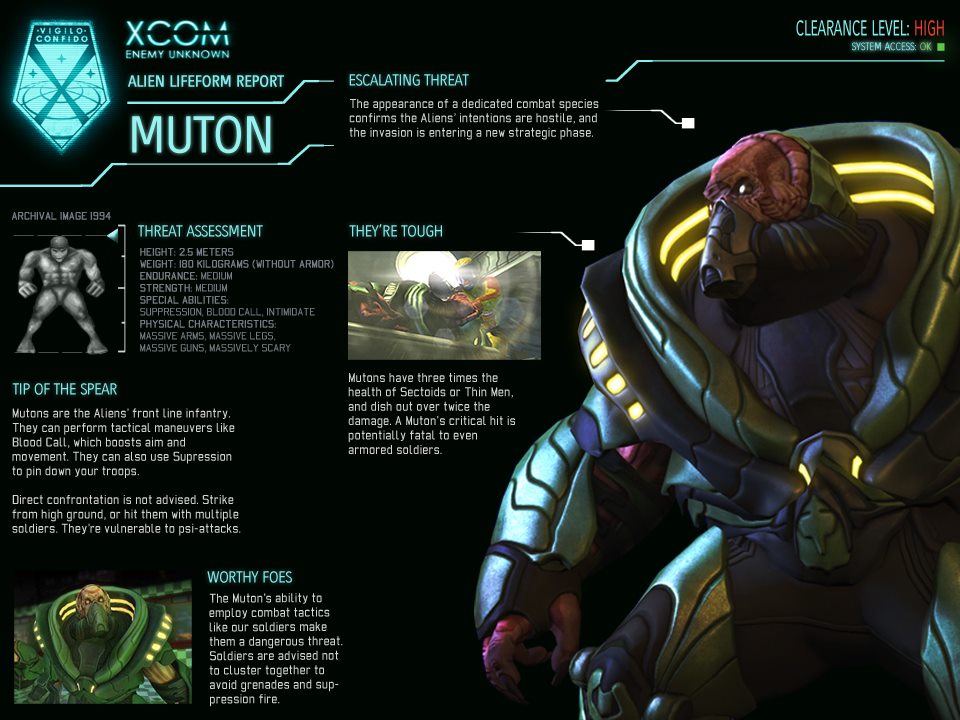 VIGILO
CONFIDO
XCOM
ENEMY UNKNOWN
ALIEN LIFEFORM REPORT
MUTON
CLEARANCE LEVEL: HIGH
SYSTEM ACCESS: OK
ESCALATING THREAT
The appearance of a dedicated combat species
confirms the Aliens' intentions are hostile, and
the invasion is entering a new strategic phase.
ARCHIVAL IMAGE 1994
THREAT ASSESSMENT
HEIGHT: 2.5 METERS
WEIGHT: 180 KILOGRAMS (WITHOUT ARMOR)
ENDURANCE: MEDIUM
STRENGTH: MEDIUM
SPECIAL ABILITIES:
SUPPRESSION, BLOOD CALL, INTIMIDATE
PHYSICAL CHARACTERISTICS:
MASSIVE ARMS, MASSIVE LEGS,
MASSIVE GUNS, MASSIVELY SCARY
THEY'RE TOUGH
Mutons have three times the
health of Sectoids or Thin Men,
and dish out over twice the
damage. A Muton's critical hit is
potentially fatal to even
armored soldiers.
TIP OF THE SPEAR
Mutons are the Aliens' front line infantry.
They can perform tactical maneuvers like
Blood Call, which boosts aim and
movement. They can also use Supression
to pin down your troops.
Direct confrontation is not advised. Strike
from high ground, or hit them with multiple
soldiers. They're vulnerable to psi-attacks.
WORTHY FOES
The Muton's ability to
employ combat tactics
like our soldiers make
them a dangerous threat.
Soldiers are advised not
to cluster together to
avoid grenades and sup-
pression fire.